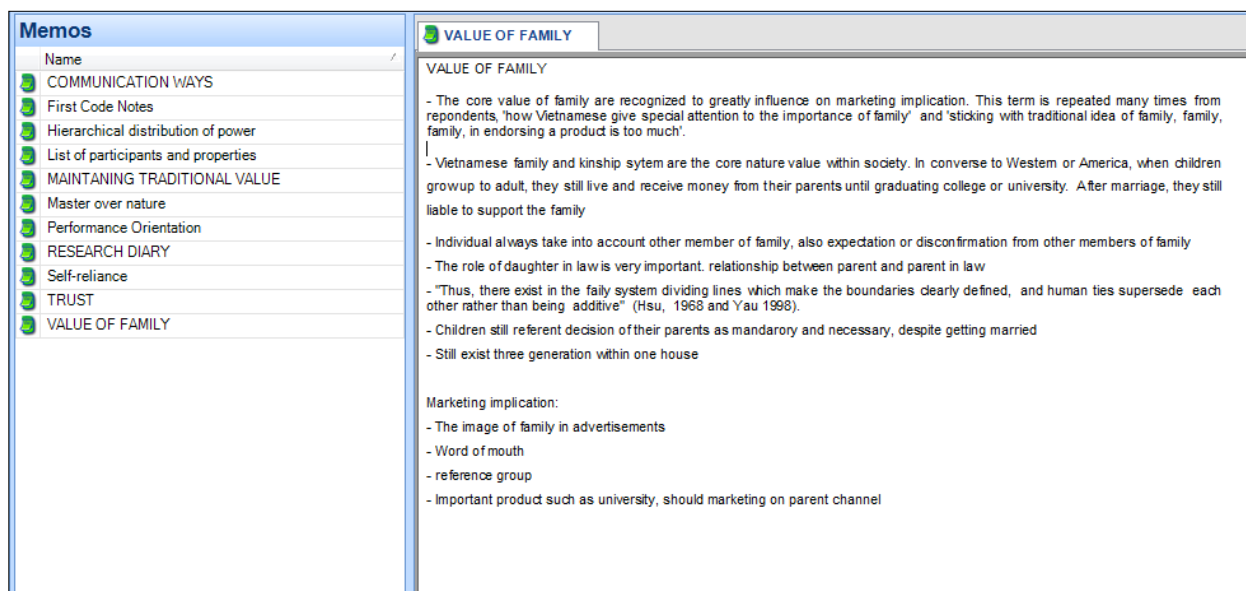 Memos
Name
COMMUNICATION WAYS
First Code Notes
Hierarchical distribution of power
List of participants and properties
MAINTANING TRADITIONAL VALUE
Master over nature
Performance Orientation
RESEARCH DIARY
Self-reliance
TRUST
VALUE OF FAMILY
VALUE OF FAMILY
VALUE OF FAMILY
- The core value of family are recognized to greatly influence on marketing implication. This term is repeated many times from
repondents, 'how Vietnamese give special attention to the importance of family' and 'sticking with traditional idea of family, family,
family, in endorsing a product is too much'.
- Vietnamese family and kinship sytem are the core nature value within society. In converse to Western or America, when children
growup to adult, they still live and receive money from their parents until graduating college or university. After marriage, they still
liable to support the family
- Individual always take into account other member of family, also expectation or disconfirmation from other members of family
- The role of daughter in law is very important. relationship between parent and parent in law
- "Thus, there exist in the faily system dividing lines which make the boundaries clearly defined, and human ties supersede each
other rather than being additive" (Hsu, 1968 and Yau 1998).
- Children still referent decision of their parents as mandarory and necessary, despite getting married
- Still exist three generation within one house
Marketing implication:
- The image of family in advertisements
- Word of mouth
- reference group
- Important product such as university, should marketing on parent channel